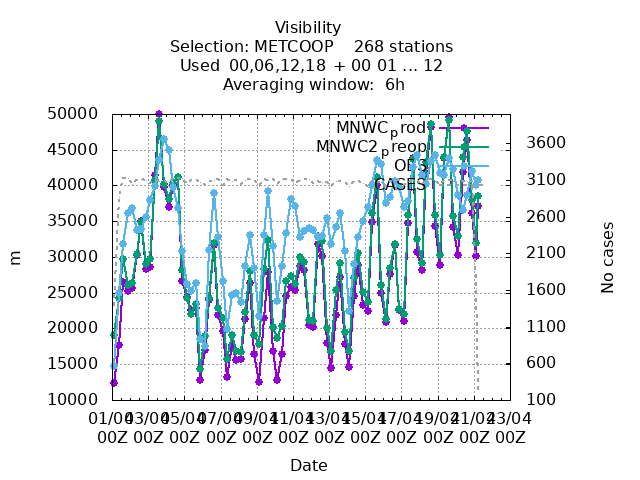 Visibility
Selection: METCOOP 268 stations
Used 00,06,12,18 + 00 01 ... 12
Averaging window: 6h
50000
45000
40000
35000
30000
25000
20000
15000
10000
3600
3100
2600
2100
1600
1100
600
100
MNWC_prod
MNWC2_preop
OBS
CASES
m
No cases
01/04 03/04 05/04 07/04 09/04 11/04 13/04 15/04 17/04 19/04 21/04 23/04
00Z 00Z 00Z 00Z 00Z 00Z 00Z 00Z 00Z 00Z 00Z 00Z
Date